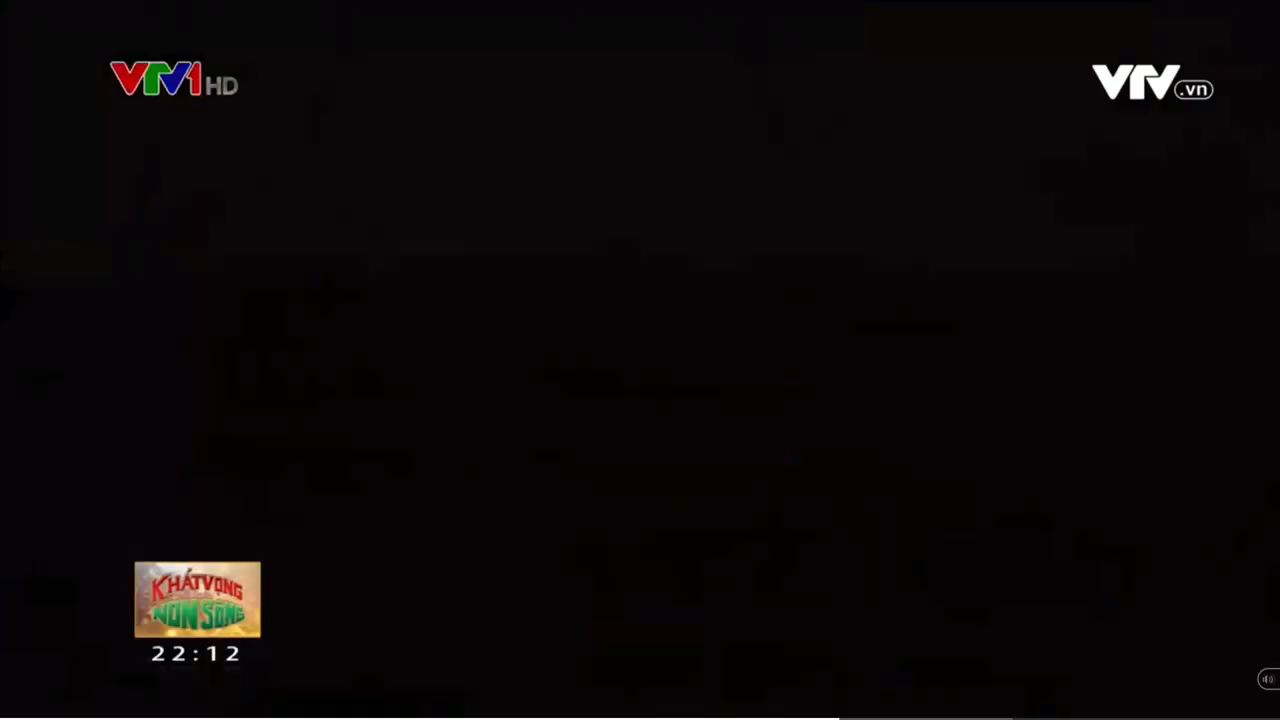 VTV1 HD
VTV.vn
KHÁT VỌNG
NON SÔNG
22:12